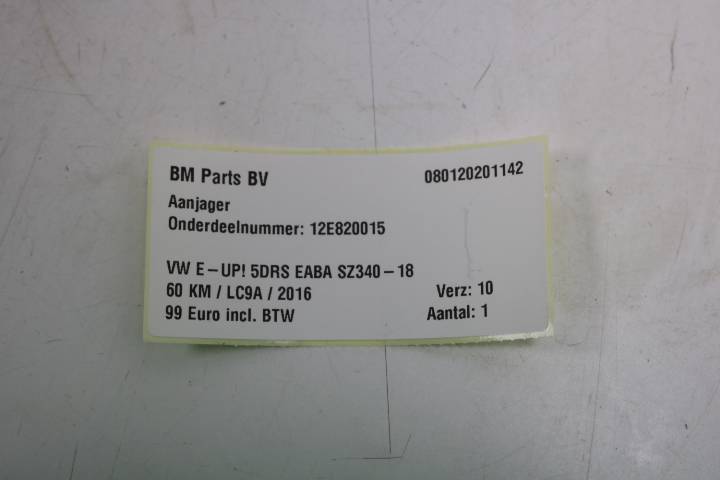 BM Parts BV 080120201142
Aanjager
Onderdeelnummer: 12E820015
VW E-UP! 5DRS EABA SZ340-18
60 KM / LC9A / 2016 Verz: 10
99 Euro incl. BTW Aantal: 1